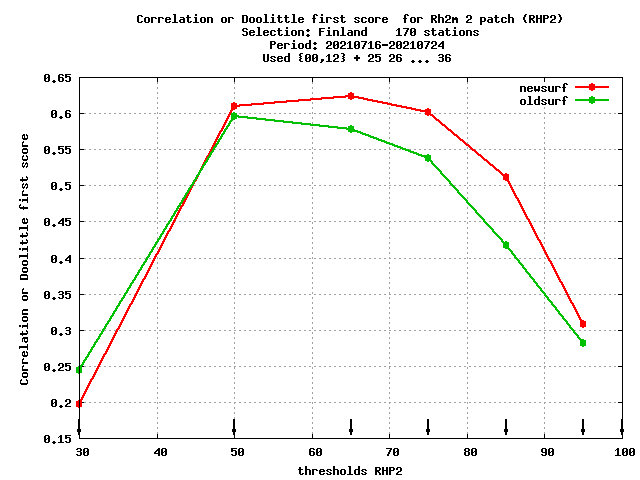 Correlation or Doolittle first score  for Rh2m 2 patch (RHP2)
Selection: Finland    170 stations
Period: 20210716-20210724
Used {00,12} + 25 26 ... 36
newsurf
oldsurf
Correlation or Doolittle first score
0.65
0.6
0.55
0.5
0.45
0.4
0.35
0.3
0.25
0.2
0.15
30 40 50 60 70 80 90 100
thresholds RHP2